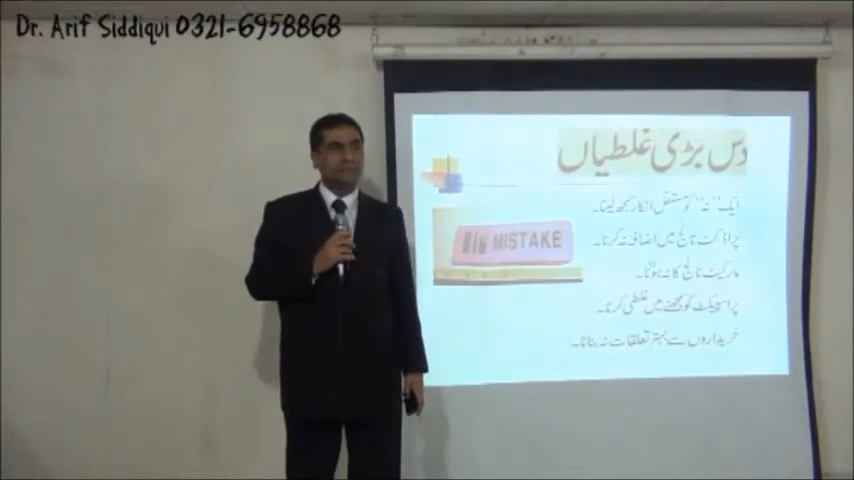 Dr. Arif Siddiqui 0321-6958868
دس بڑی غلطیاں
ایک "نہ" کو مستقل انکار سمجھ لینا۔
پراڈکٹ نالج میں اضافہ نہ کرنا۔
BIG MISTAKE
مارکیٹ نالج کا نہ ہونا۔
پراسپیکٹ کو سمجھنے میں غلطی کرنا۔
خریداروں سے بہتر تعلقات نہ بنانا۔